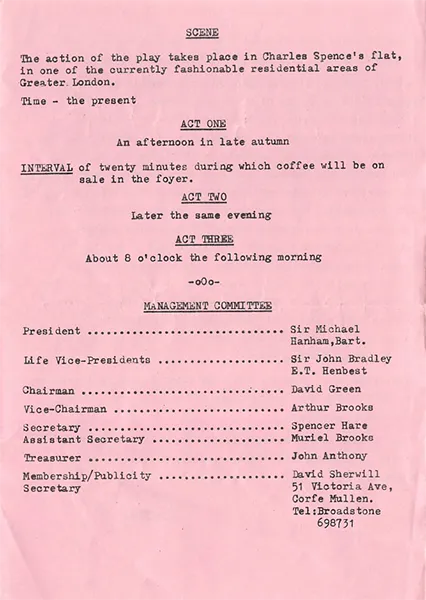 SCENE
The action of the play takes place in Charles Spence's flat,
in one of the currently fashionable residential areas of
Greater London.
Time - the present
ACT ONE
An afternoon in late autumn
INTERVAL of twenty minutes during which coffee will be on
sale in the foyer.
ACT TWO
Later the same evening
ACT THREE
About 8 o'clock the following morning
-oOo-
MANAGEMENT COMMITTEE
President ............................... Sir Michael
Hanham,Bart.
Life Vice-Presidents .................... Sir John Bradley
E.T. Henbest
Chairman ................................ David Green
Vice-Chairman ........................... Arthur Brooks
Secretary ............................... Spencer Hare
Assistant Secretary ..................... Muriel Brooks
Treasurer ............................... John Anthony
Membership/Publicity .................... David Sherwill
Secretary 51 Victoria Ave,
Corfe Mullen.
Tel:Broadstone
698731